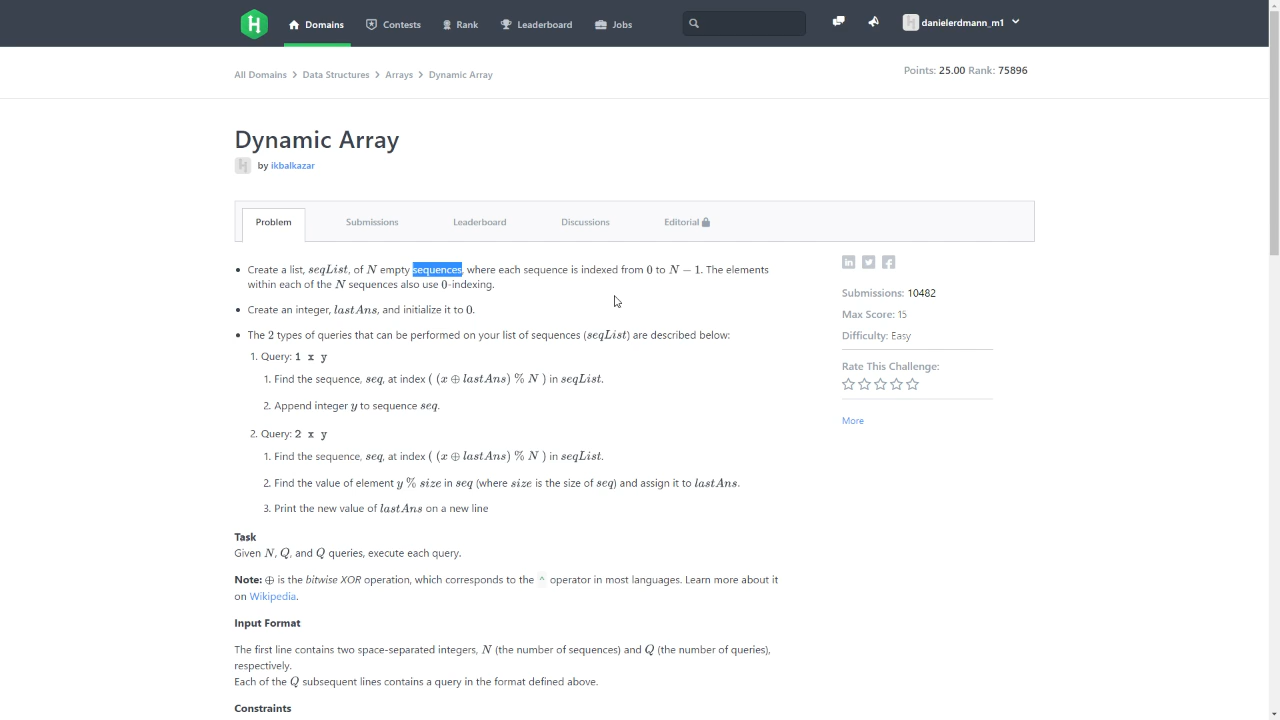 Domains Contests Rank Leaderboard Jobs danielerdmann_m1
All Domains > Data Structures > Arrays > Dynamic Array Points: 25.00 Rank: 75896
Dynamic Array
by ikbalkazar
Problem Submissions Leaderboard Discussions Editorial
• Create a list, seqList, of N empty sequences, where each sequence is indexed from 0 to N − 1. The elements
within each of the N sequences also use 0-indexing.
• Create an integer, lastAns, and initialize it to 0.
• The 2 types of queries that can be performed on your list of sequences (seqList) are described below:
1. Query: 1 x y
1. Find the sequence, seq, at index ( (x ⊕ lastAns) % N ) in seqList.
2. Append integer y to sequence seq.
2. Query: 2 x y
1. Find the sequence, seq, at index ( (x ⊕ lastAns) % N ) in seqList.
2. Find the value of element y % size in seq (where size is the size of seq) and assign it to lastAns.
3. Print the new value of lastAns on a new line
Task
Given N, Q, and Q queries, execute each query.
Note: ⊕ is the bitwise XOR operation, which corresponds to the ^ operator in most languages. Learn more about it
on Wikipedia.
Input Format
The first line contains two space-separated integers, N (the number of sequences) and Q (the number of queries),
respectively.
Each of the Q subsequent lines contains a query in the format defined above.
Constraints
Submissions: 10482
Max Score: 15
Difficulty: Easy
Rate This Challenge:
More